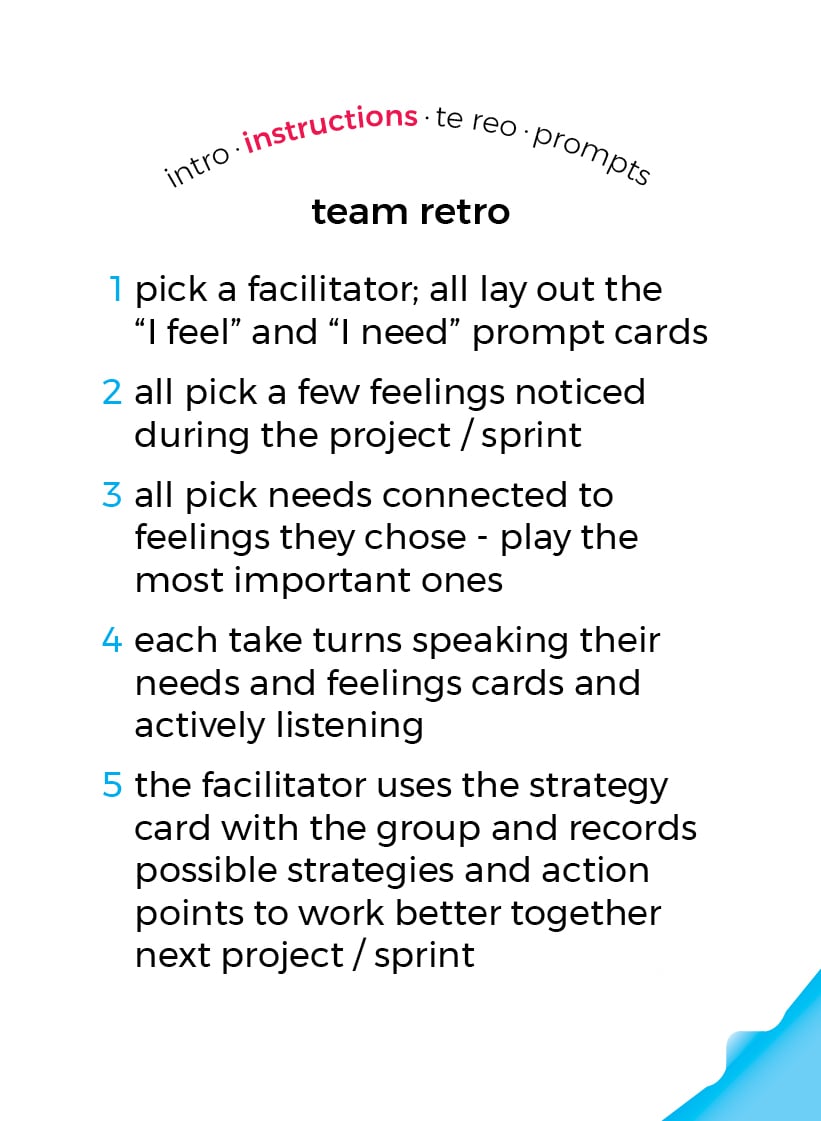 intro · instructions · te reo · prompts
team retro
1 pick a facilitator; all lay out the
“I feel” and “I need” prompt cards
2 all pick a few feelings noticed
during the project / sprint
3 all pick needs connected to
feelings they chose - play the
most important ones
4 each take turns speaking their
needs and feelings cards and
actively listening
5 the facilitator uses the strategy
card with the group and records
possible strategies and action
points to work better together
next project / sprint